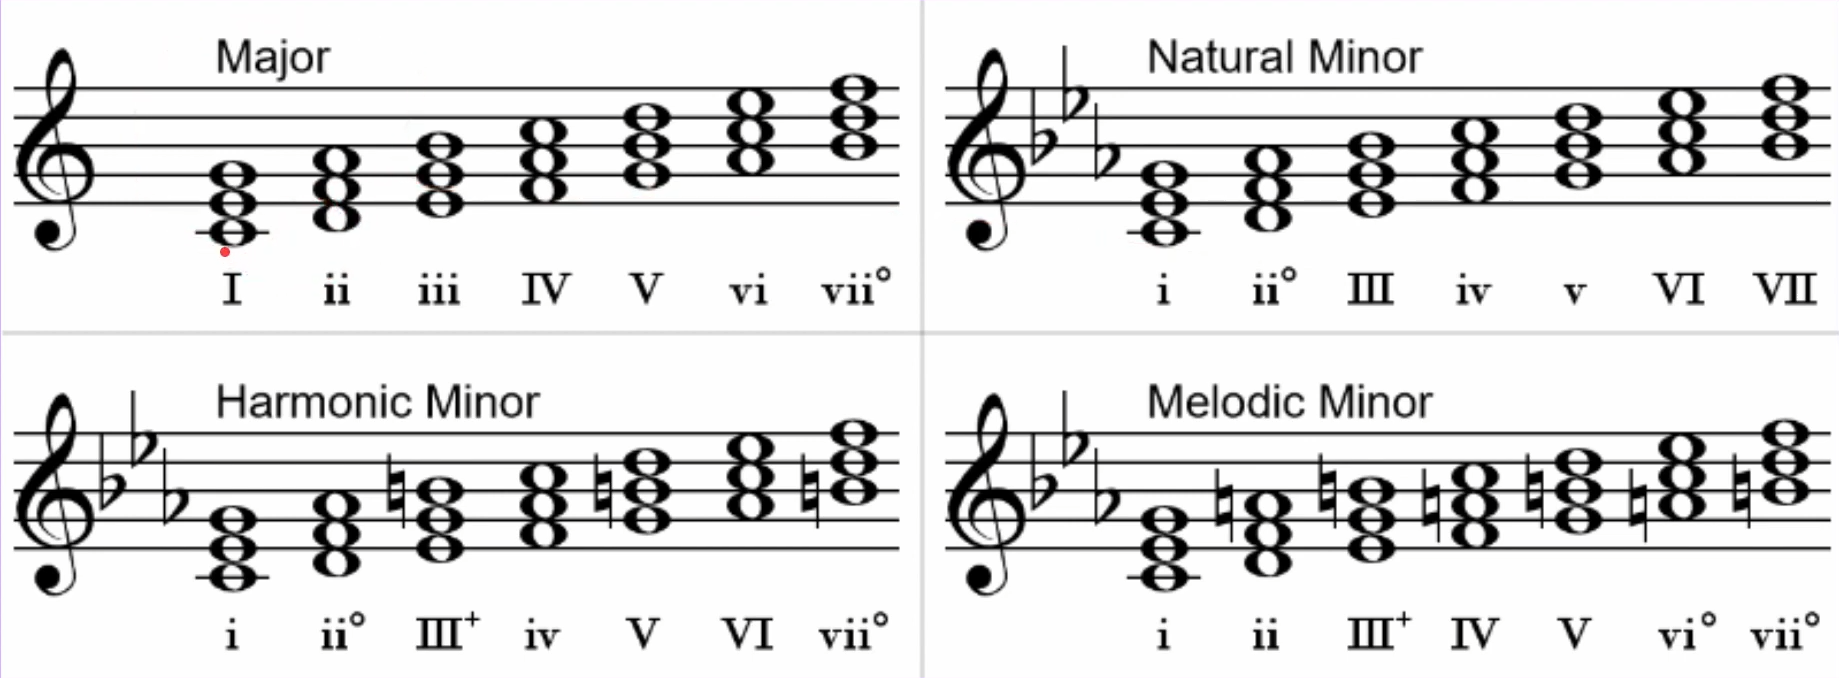 Major
I ii iii IV V vi vii°
Natural Minor
i ii° III iv v VI VII
Harmonic Minor
i ii° III+ iv V VI vii°
Melodic Minor
i ii III+ IV V vi° vii°